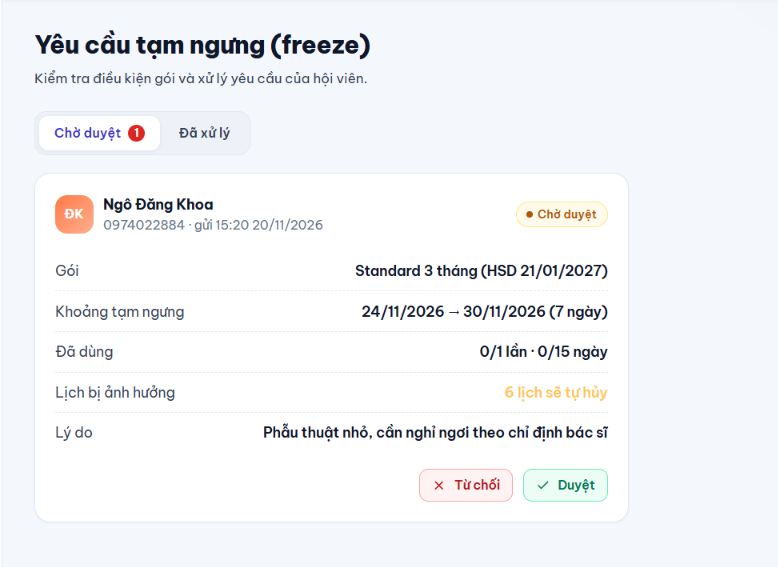 Yêu cầu tạm ngưng (freeze)
Kiểm tra điều kiện gói và xử lý yêu cầu của hội viên.
Chờ duyệt 1 Đã xử lý
ĐK Ngô Đăng Khoa
0974022884 · gửi 15:20 20/11/2026
Chờ duyệt
Gói Standard 3 tháng (HSD 21/01/2027)
Khoảng tạm ngưng 24/11/2026 → 30/11/2026 (7 ngày)
Đã dùng 0/1 lần · 0/15 ngày
Lịch bị ảnh hưởng 6 lịch sẽ tự hủy
Lý do Phẫu thuật nhỏ, cần nghỉ ngơi theo chỉ định bác sĩ
Từ chối Duyệt